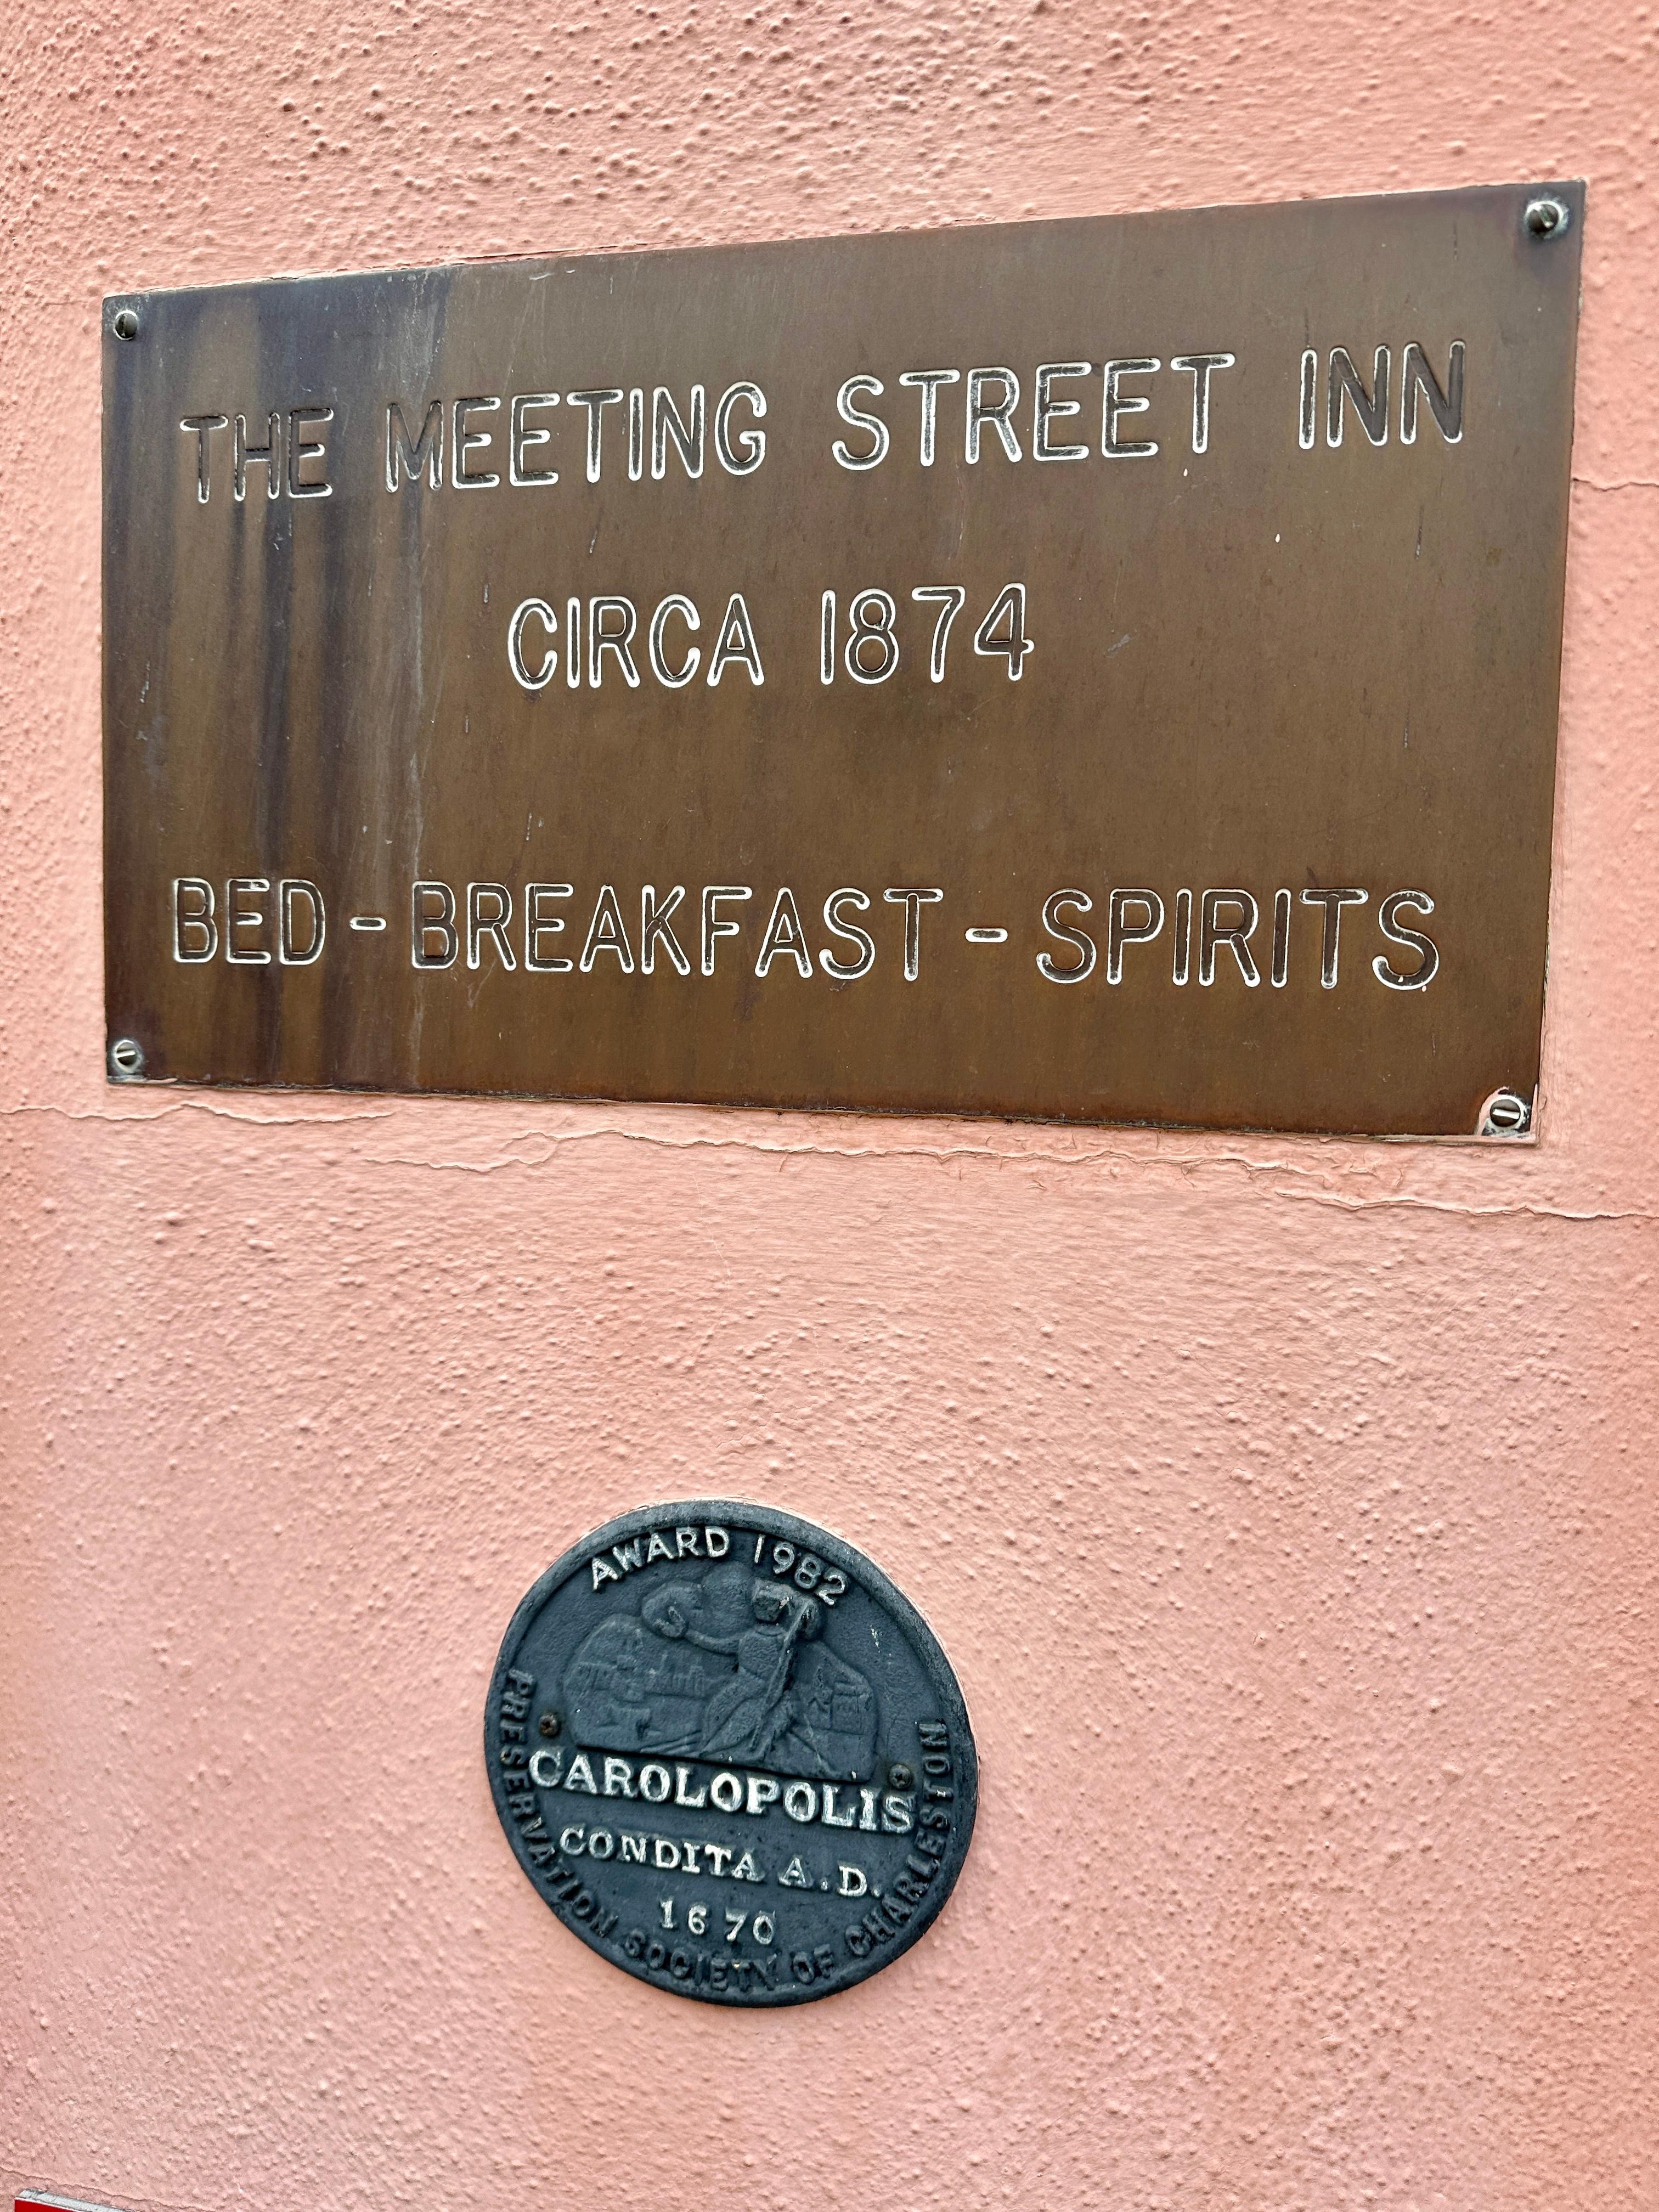 THE MEETING STREET INN
CIRCA 1874
BED - BREAKFAST - SPIRITS
AWARD 1982
CAROLOPOLIS
CONDITA A.D.
1670
PRESERVATION SOCIETY OF CHARLESTON